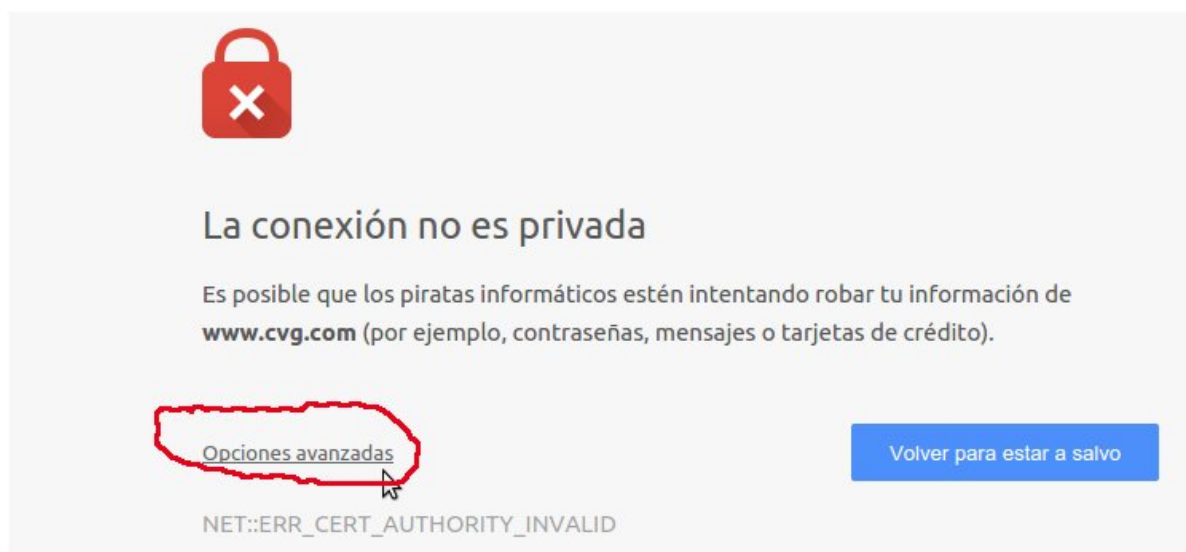 La conexión no es privada
Es posible que los piratas informáticos estén intentando robar tu información de
www.cvg.com (por ejemplo, contraseñas, mensajes o tarjetas de crédito).
Opciones avanzadas
Volver para estar a salvo
NET::ERR_CERT_AUTHORITY_INVALID